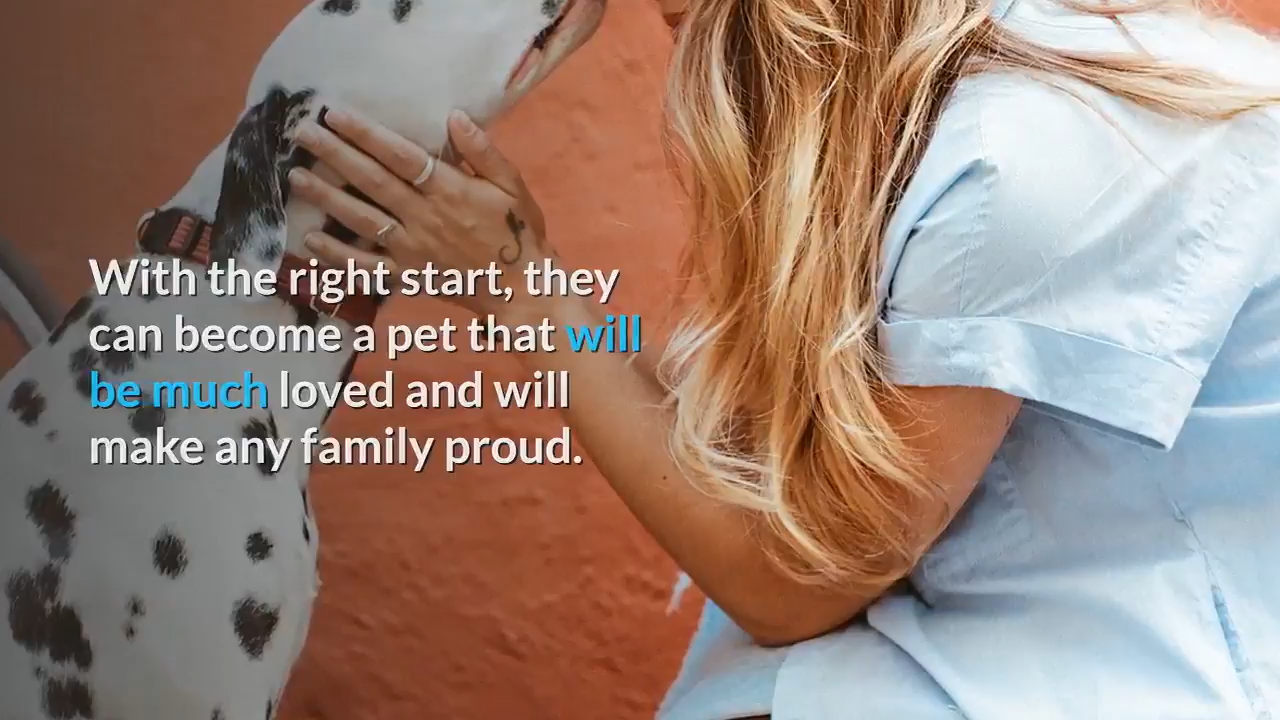 With the right start, they
can become a pet that will
be much loved and will
make any family proud.